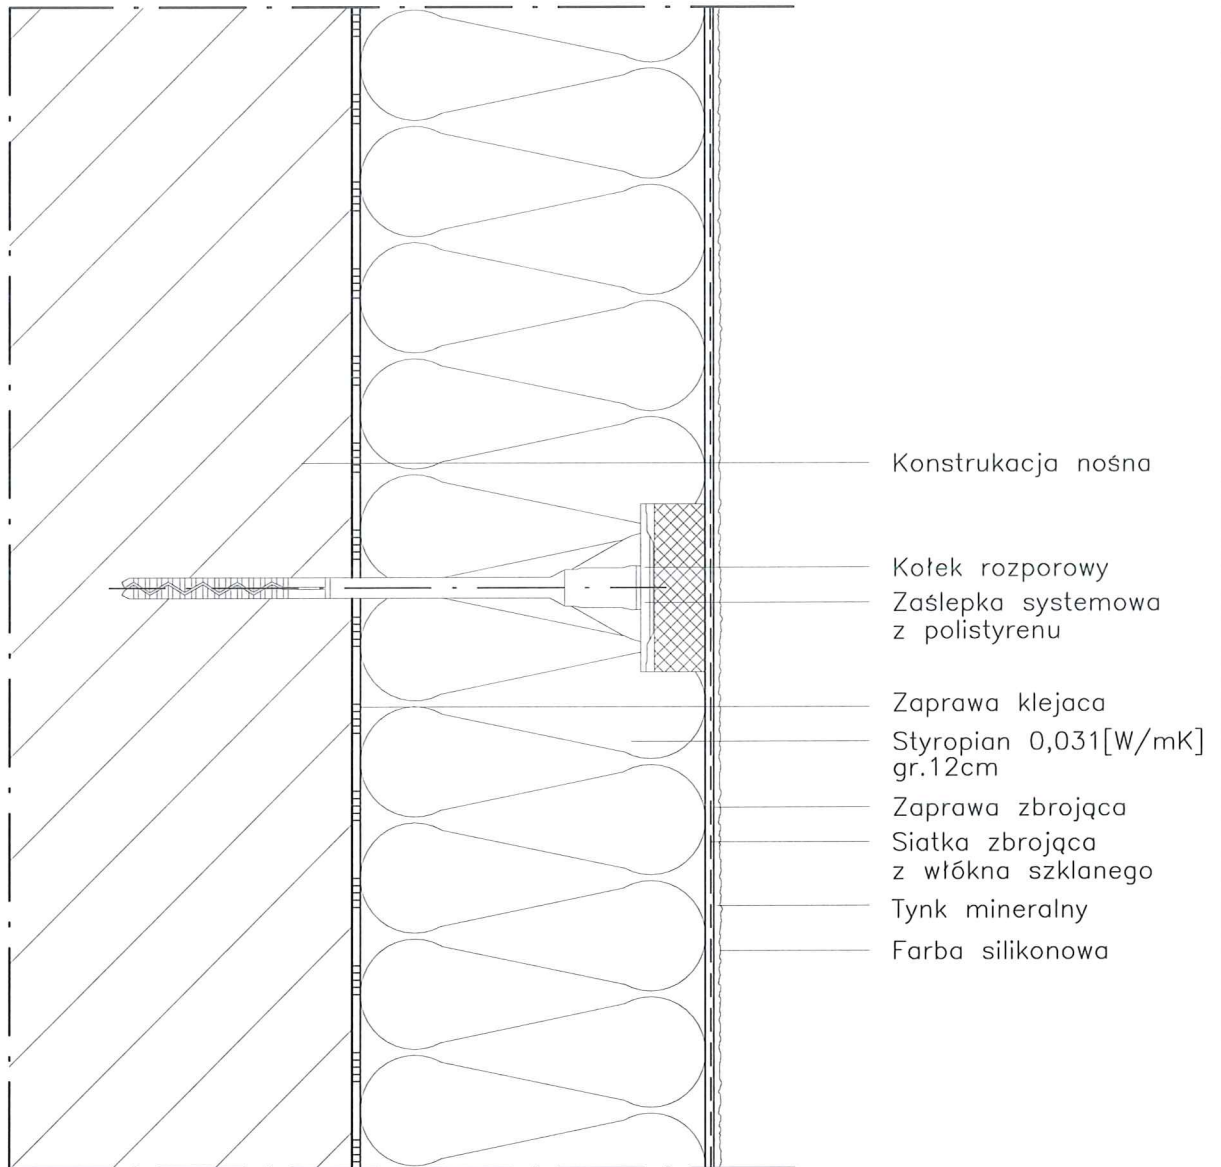 Konstrukacja nośna
Kołek rozporowy
Zaślepka systemowa
z polistyrenu
Zaprawa klejaca
Styropian 0,031[W/mK]
gr.12cm
Zaprawa zbrojąca
Siatka zbrojąca
z włókna szklanego
Tynk mineralny
Farba silikonowa